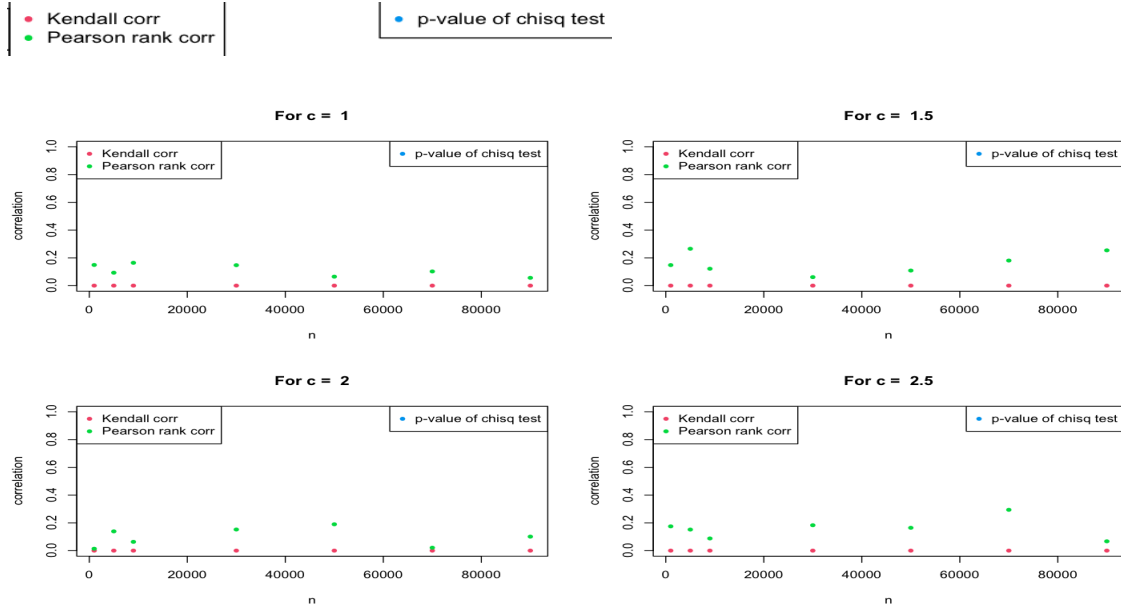 Kendall corr
Pearson rank corr
p-value of chisq test
For c = 1
correlation
1.0
0.8
0.6
0.4
0.2
0.0
Kendall corr
Pearson rank corr
p-value of chisq test
0 20000 40000 60000 80000
n
For c = 1.5
correlation
1.0
0.8
0.6
0.4
0.2
0.0
Kendall corr
Pearson rank corr
p-value of chisq test
0 20000 40000 60000 80000
n
For c = 2
correlation
1.0
0.8
0.6
0.4
0.2
0.0
Kendall corr
Pearson rank corr
p-value of chisq test
0 20000 40000 60000 80000
n
For c = 2.5
correlation
1.0
0.8
0.6
0.4
0.2
0.0
Kendall corr
Pearson rank corr
p-value of chisq test
0 20000 40000 60000 80000
n